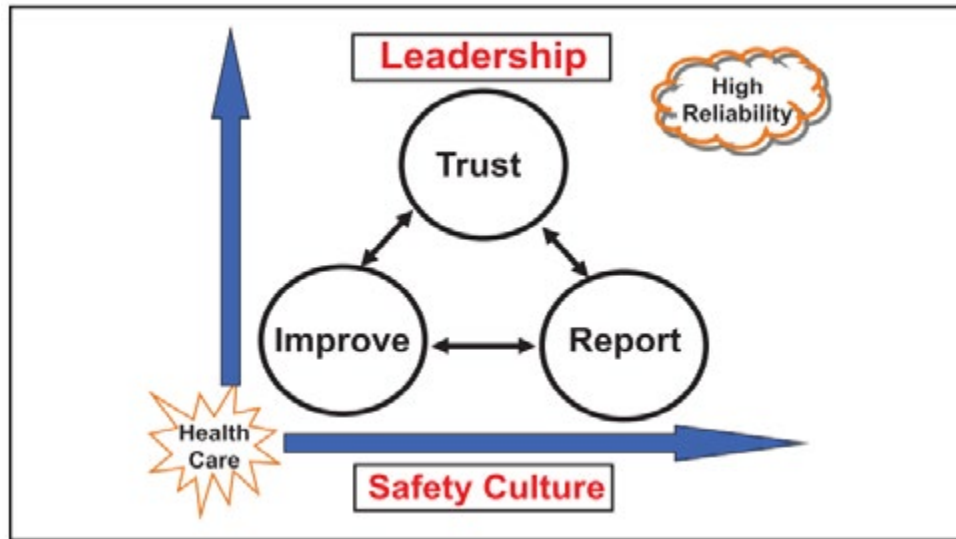 Leadership
High
Reliability
Trust
Improve
Report
Health
Care
Safety Culture